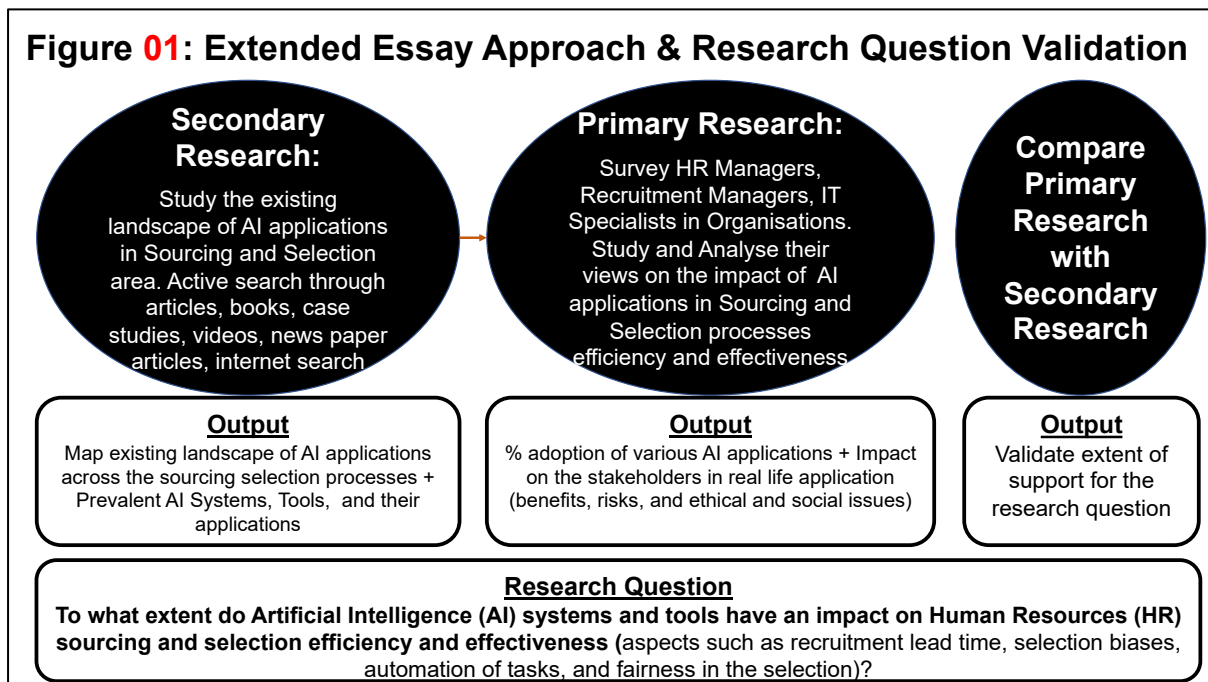 Figure 01: Extended Essay Approach & Research Question Validation
Secondary
Research:
Study the existing
landscape of AI applications
in Sourcing and Selection
area. Active search through
articles, books, case
studies, videos, news paper
articles, internet search
Primary Research:
Survey HR Managers,
Recruitment Managers, IT
Specialists in Organisations.
Study and Analyse their
views on the impact of AI
applications in Sourcing and
Selection processes
efficiency and effectiveness
Compare
Primary
Research
with
Secondary
Research
Output
Map existing landscape of AI applications
across the sourcing selection processes +
Prevalent AI Systems, Tools, and their
applications
Output
% adoption of various AI applications + Impact
on the stakeholders in real life application
(benefits, risks, and ethical and social issues)
Output
Validate extent of
support for the
research question
Research Question
To what extent do Artificial Intelligence (AI) systems and tools have an impact on Human Resources (HR)
sourcing and selection efficiency and effectiveness (aspects such as recruitment lead time, selection biases,
automation of tasks, and fairness in the selection)?